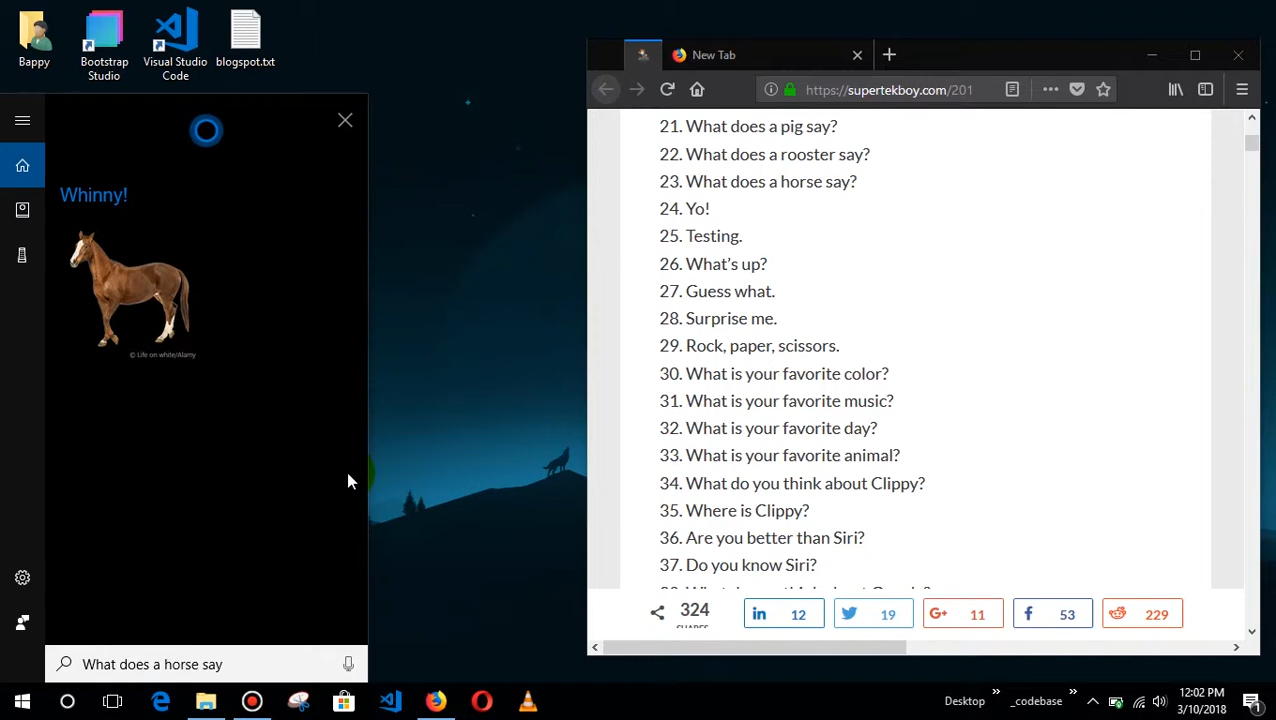 Bappy
Bootstrap
Studio
Visual Studio
Code
blogspot.txt
Whinny!
© Life on white/Alamy
What does a horse say
New Tab
https://supertekboy.com/201
21. What does a pig say?
22. What does a rooster say?
23. What does a horse say?
24. Yo!
25. Testing.
26. What's up?
27. Guess what.
28. Surprise me.
29. Rock, paper, scissors.
30. What is your favorite color?
31. What is your favorite music?
32. What is your favorite day?
33. What is your favorite animal?
34. What do you think about Clippy?
35. Where is Clippy?
36. Are you better than Siri?
37. Do you know Siri?
324
SHARES
12
19
11
53
229
Desktop
_codebase
12:02 PM
3/10/2018
1